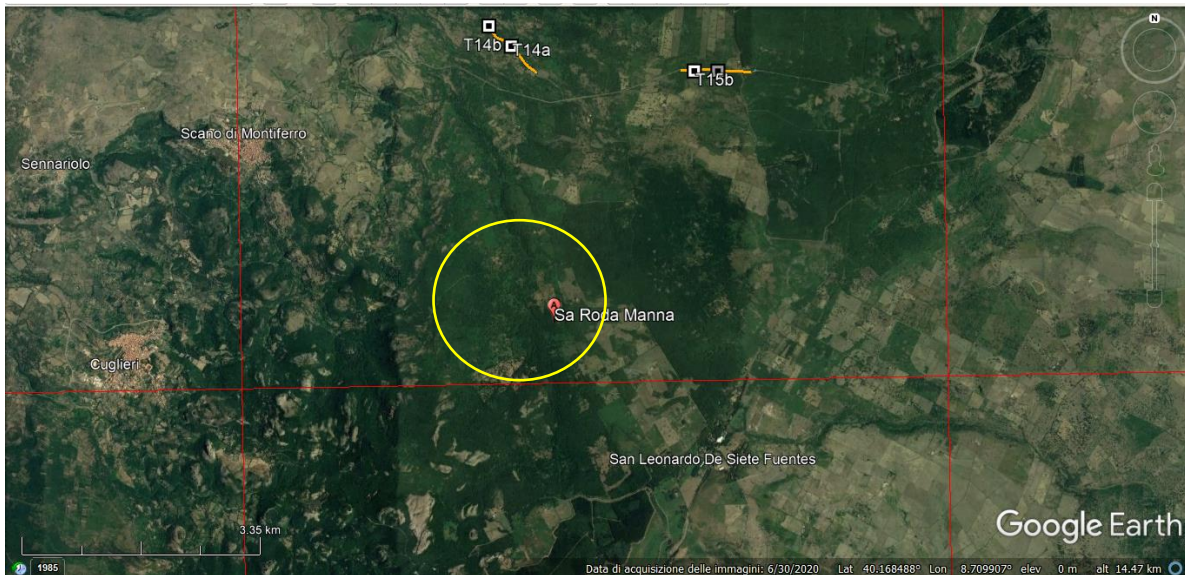 N
T14b
T14a
T15b
Scano di Montiferro
Sennariolo
A
Sa Roda Manna
Cuglieri
San Leonardo De Siete Fuentes
3.35 km
Google Earth
1985
Data di acquisizione delle immagini: 6/30/2020 Lat 40.168488° Lon 8.709907° elev 0 m alt 14.47 km